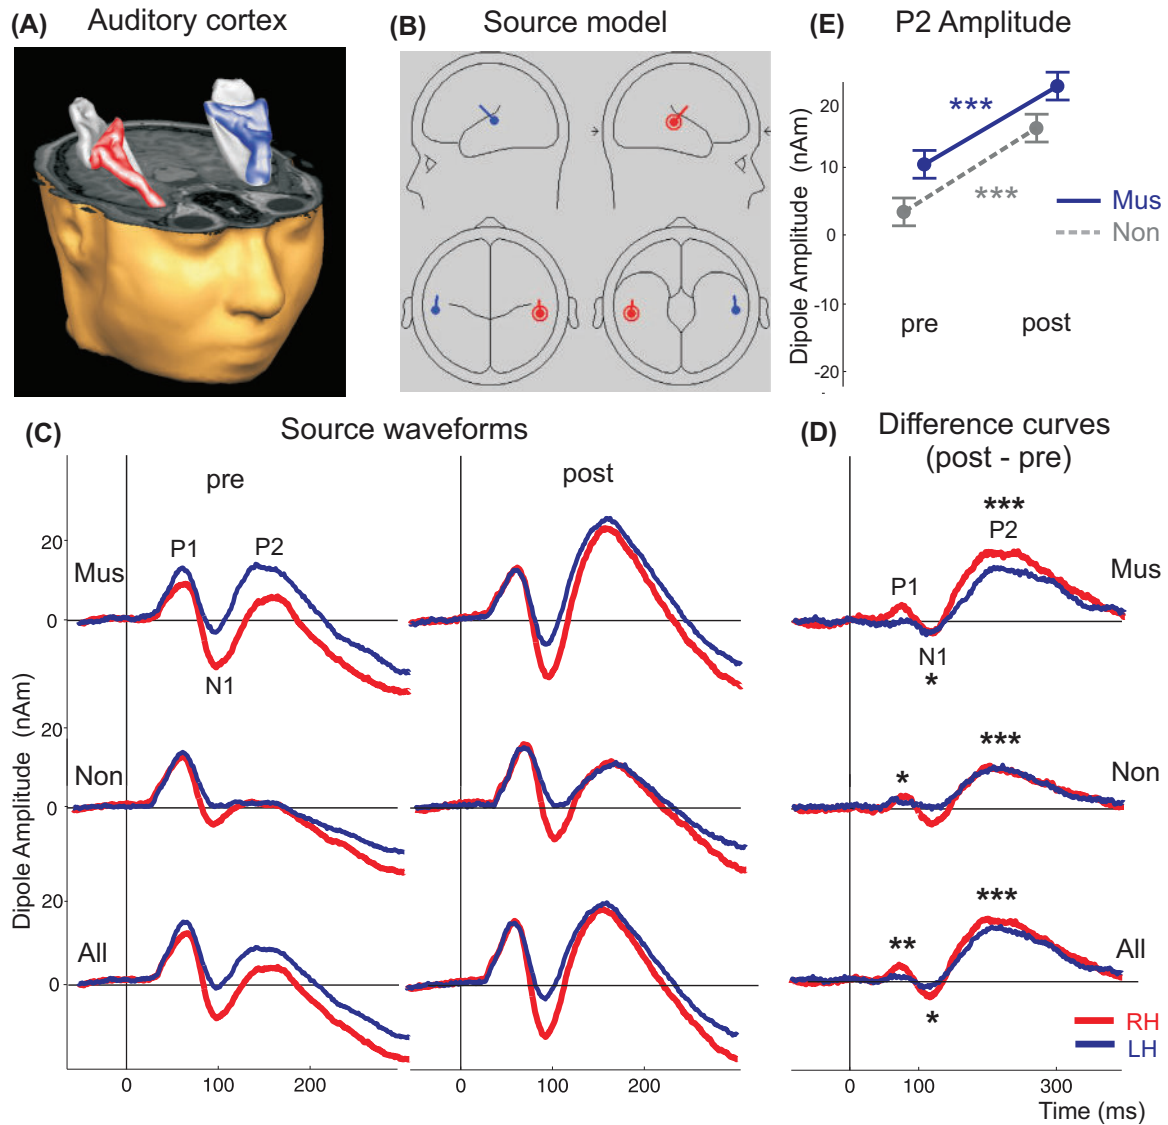 (A) Auditory cortex
(B) Source model
(E) P2 Amplitude
Dipole Amplitude (nAm)
20
10
0
-10
-20
***
***
Mus
Non
pre
post
(C) Source waveforms
pre
post
Dipole Amplitude (nAm)
20
0
Mus
P1
P2
N1
20
0
Non
20
0
All
0
100
200
0
100
200
(D) Difference curves
(post - pre)
***
P2
P1
N1
*
Mus
***
*
Non
***
**
*
All
RH
LH
0
100
300
Time (ms)